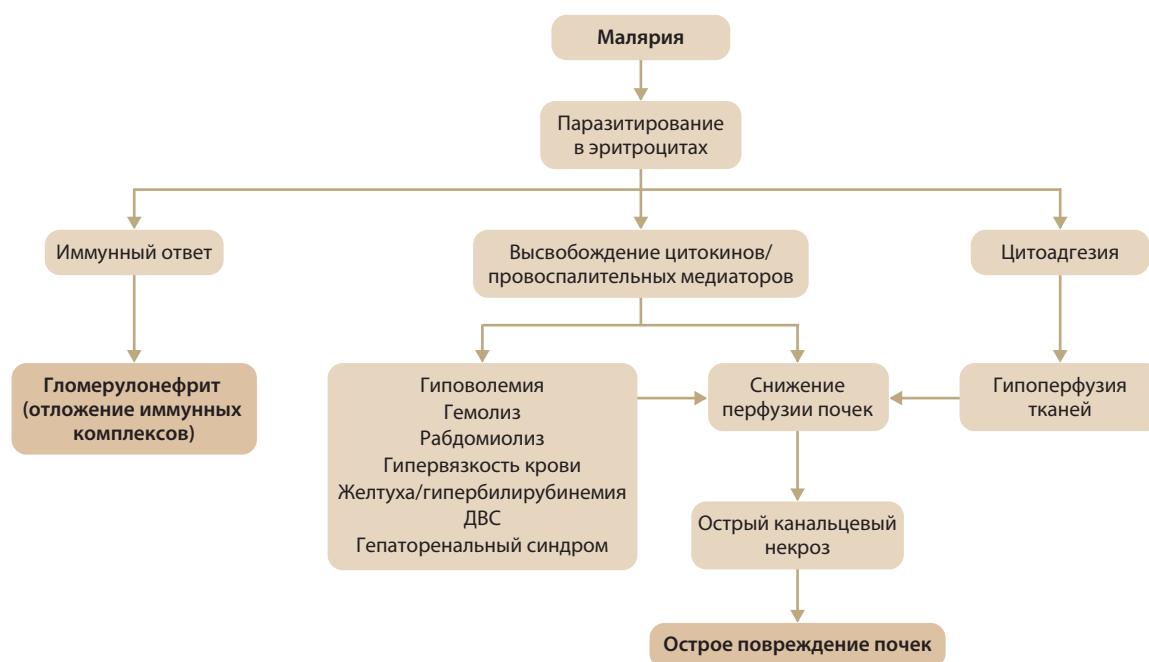 Малярия
Паразитирование
в эритроцитах
Иммунный ответ
Высвобождение цитокинов/
провоспалительных медиаторов
Цитоадгезия
Гломерулонефрит
(отложение иммунных
комплексов)
Гиповолемия
Гемолиз
Рабдомиолиз
Гипервязкость крови
Желтуха/гипербилирубинемия
ДВС
Гепаторенальный синдром
Снижение
перфузии почек
Гипоперфузия
тканей
Острый канальцевый
некроз
Острое повреждение почек